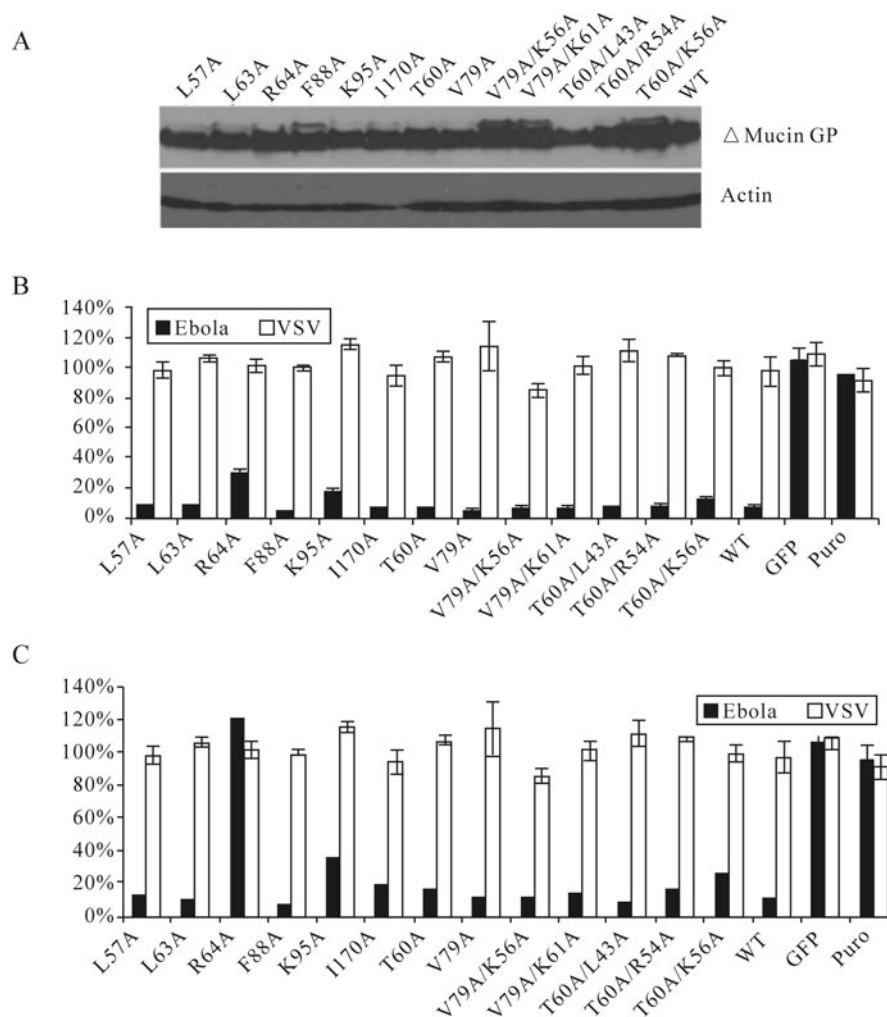 A
L57A L63A R64A F88A K95A I170A T60A V79A V79A/K56A V79A/K61A T60A/L43A T60A/R54A T60A/K56A WT
△ Mucin GP
Actin
B
140%
120%
100%
80%
60%
40%
20%
0%
Ebola VSV
L57A L63A R64A F88A K95A I170A T60A V79A V79A/K56A V79A/K61A T60A/L43A T60A/R54A T60A/K56A WT GFP Puro
C
140%
120%
100%
80%
60%
40%
20%
0%
Ebola VSV
L57A L63A R64A F88A K95A I170A T60A V79A V79A/K56A V79A/K61A T60A/L43A T60A/R54A T60A/K56A WT GFP Puro